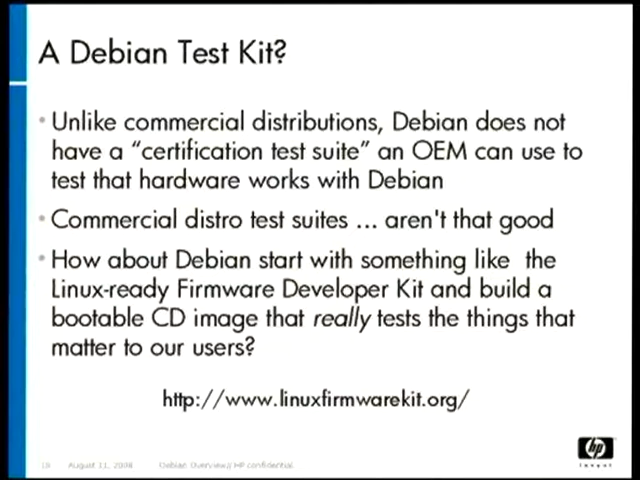 A Debian Test Kit?
Unlike commercial distributions, Debian does not
have a “certification test suite” an OEM can use to
test that hardware works with Debian
Commercial distro test suites ... aren't that good
How about Debian start with something like the
Linux-ready Firmware Developer Kit and build a
bootable CD image that really tests the things that
matter to our users?
http://www.linuxfirmwarekit.org/
August 11, 2008 Debian Overview// HP confidential
hp
invent